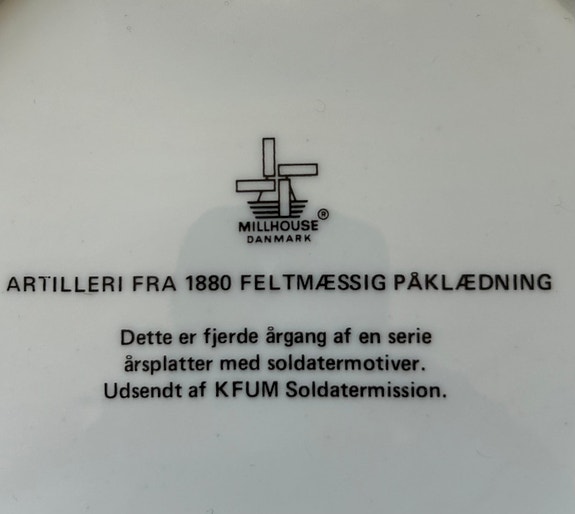 MILLHOUSE ®
DANMARK
ARTILLERI FRA 1880 FELTMÆSSIG PÅKLÆDNING
Dette er fjerde årgang af en serie
årsplatter med soldatermotiver.
Udsendt af KFUM Soldatermission.